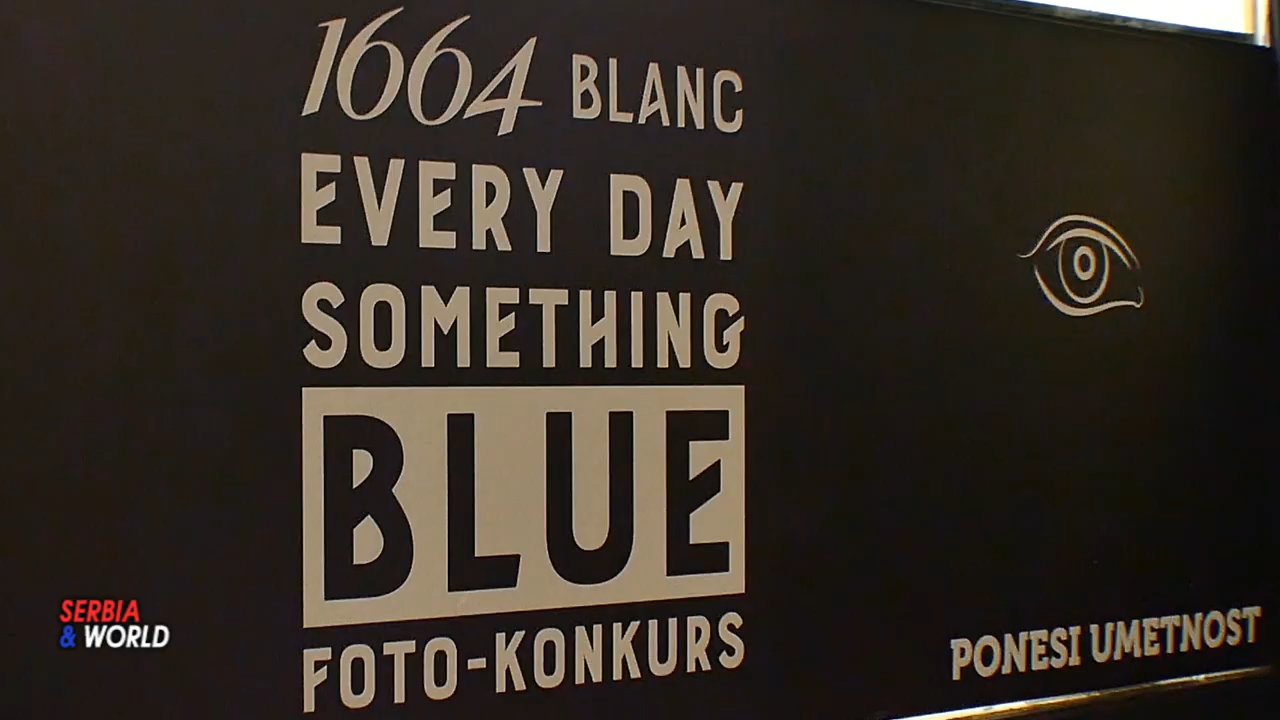 1664 BLANC
EVERY DAY
SOMETHING
BLUE
FOTO-KONKURS
PONESI UMETNOST
SERBIA
& WORLD